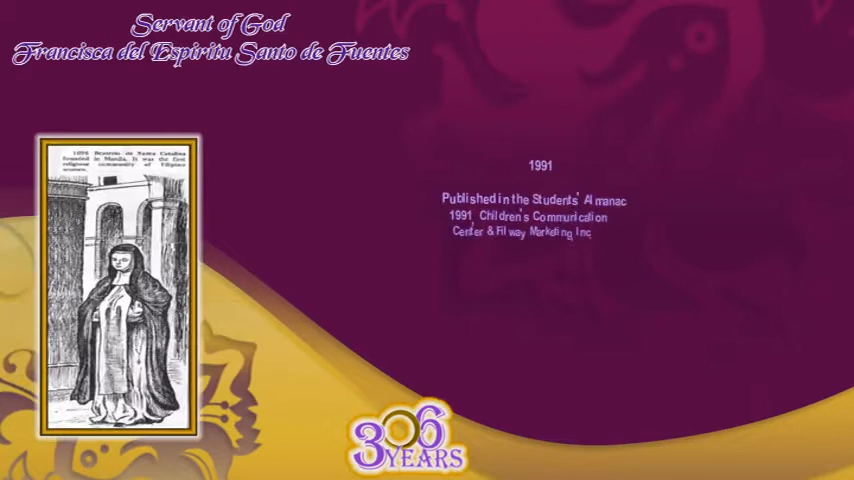 Servant of God
Francisca del Espiritu Santo de Fuentes
1696 Beaterio de Santa Catalina
founded in Manila. It was the first
religious community of Filipino
women.
1991
Published in the Students' Almanac
1991, Children's Communication
Center & Filway Marketing, Inc
306
YEARS